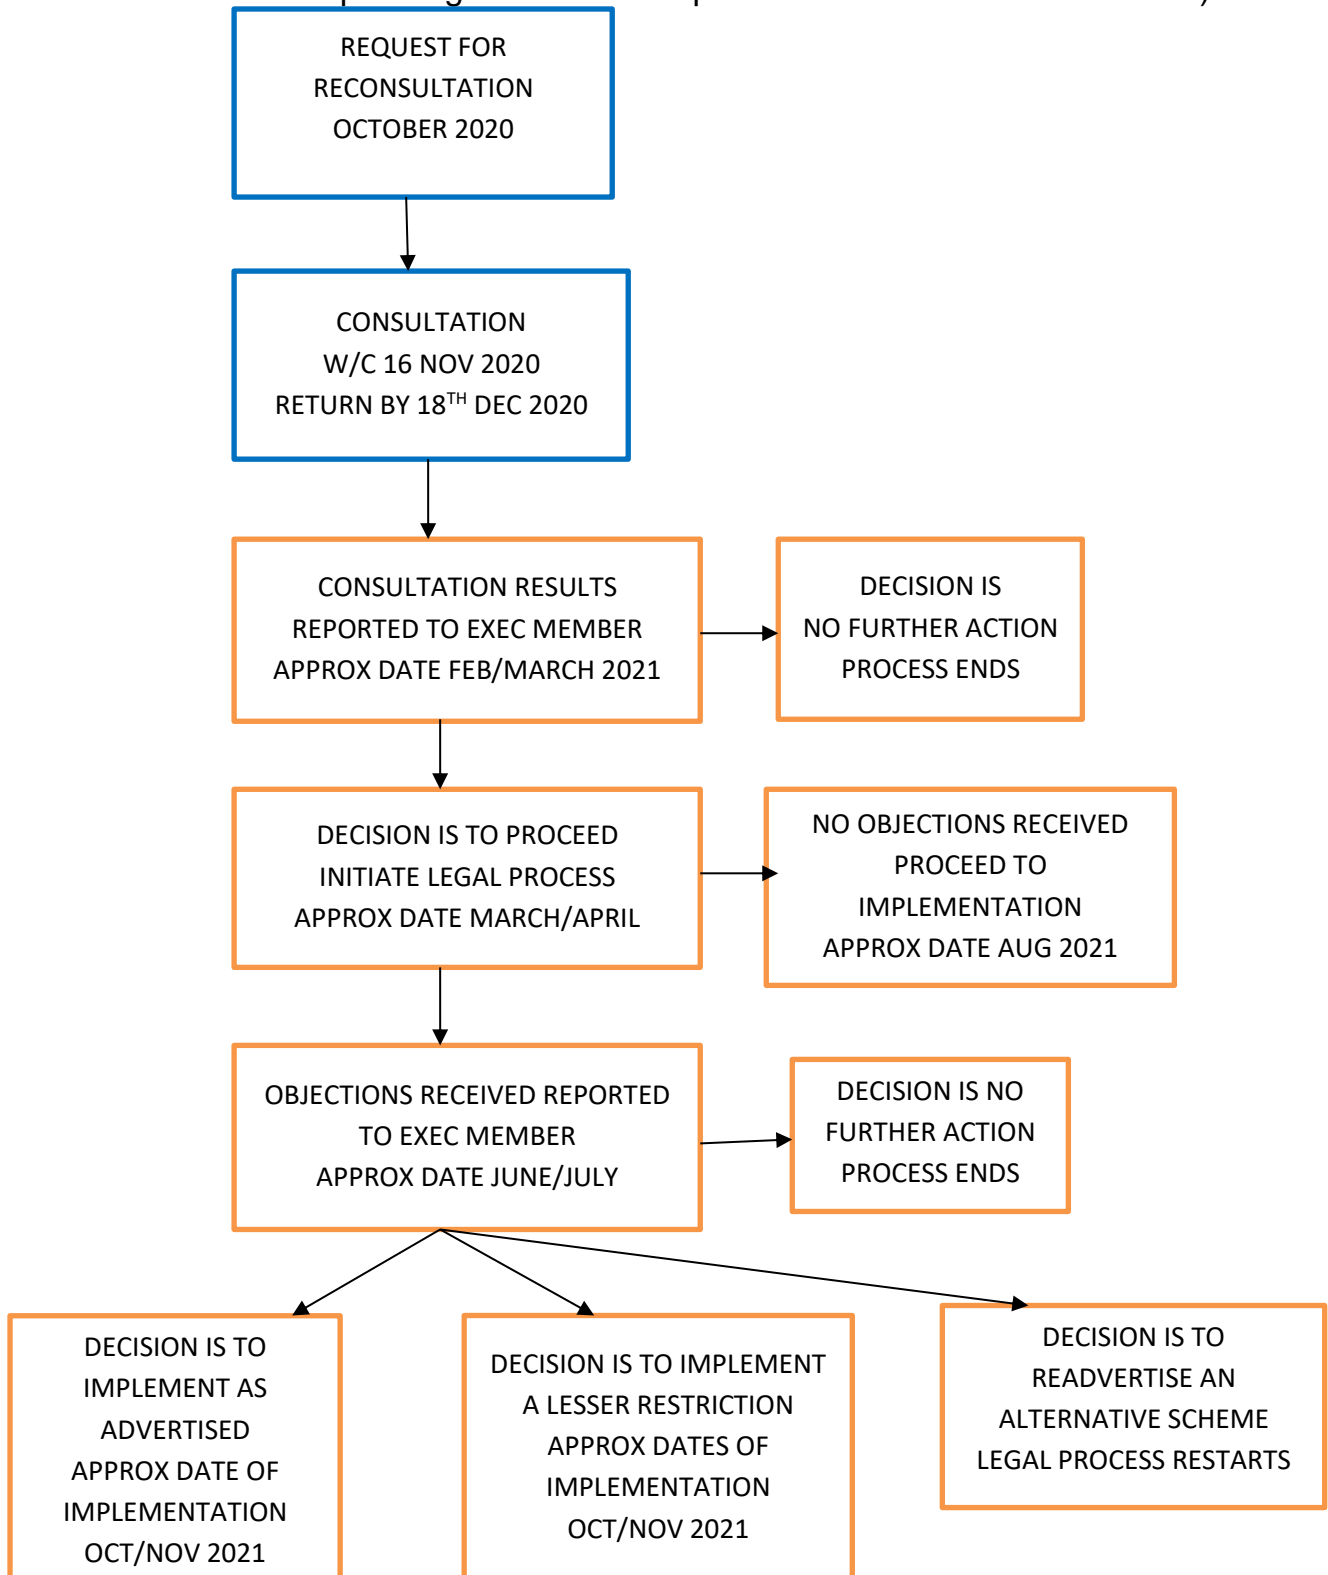 REQUEST FOR
RECONSULTATION
OCTOBER 2020
CONSULTATION
W/C 16 NOV 2020
RETURN BY 18TH DEC 2020
CONSULTATION RESULTS
REPORTED TO EXEC MEMBER
APPROX DATE FEB/MARCH 2021
DECISION IS
NO FURTHER ACTION
PROCESS ENDS
DECISION IS TO PROCEED
INITIATE LEGAL PROCESS
APPROX DATE MARCH/APRIL
NO OBJECTIONS RECEIVED
PROCEED TO
IMPLEMENTATION
APPROX DATE AUG 2021
OBJECTIONS RECEIVED REPORTED
TO EXEC MEMBER
APPROX DATE JUNE/JULY
DECISION IS NO
FURTHER ACTION
PROCESS ENDS
DECISION IS TO
IMPLEMENT AS
ADVERTISED
APPROX DATE OF
IMPLEMENTATION
OCT/NOV 2021
DECISION IS TO IMPLEMENT
A LESSER RESTRICTION
APPROX DATES OF
IMPLEMENTATION
OCT/NOV 2021
DECISION IS TO
READVERTISE AN
ALTERNATIVE SCHEME
LEGAL PROCESS RESTARTS